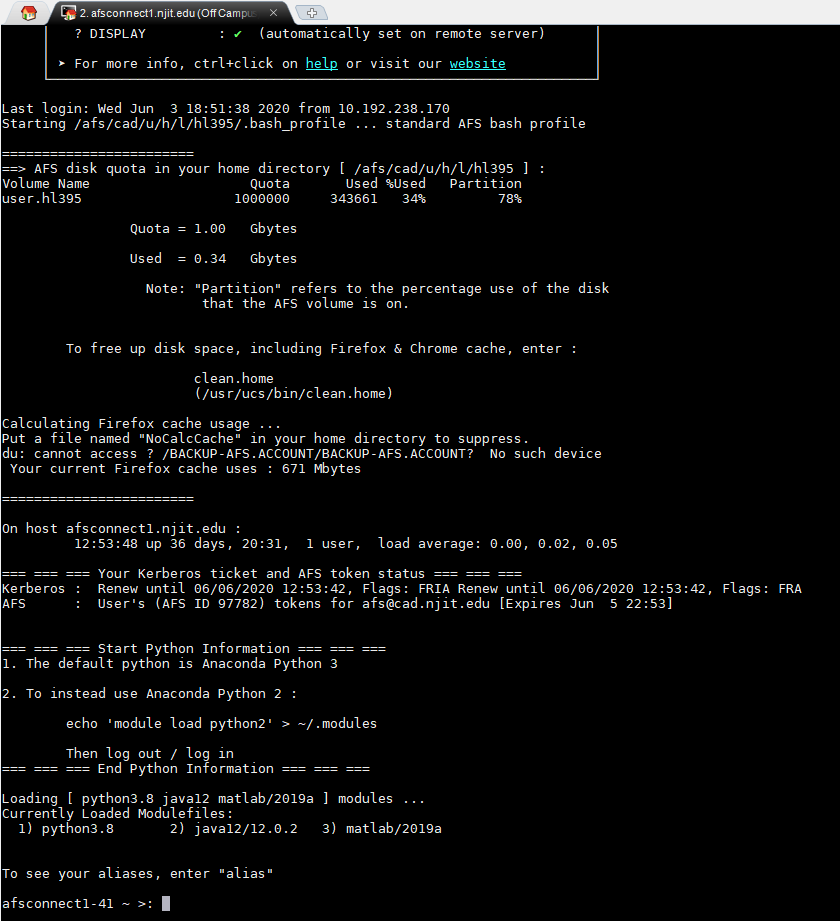 2. afsconnect1.njit.edu (Off Campu
? DISPLAY : ✔ (automatically set on remote server)
➤ For more info, ctrl+click on help or visit our website
Last login: Wed Jun  3 18:51:38 2020 from 10.192.238.170
Starting /afs/cad/u/h/l/hl395/.bash_profile ... standard AFS bash profile
========================
==> AFS disk quota in your home directory [ /afs/cad/u/h/l/hl395 ] :
Volume Name                    Quota       Used %Used   Partition
user.hl395                   1000000     343661   34%         78%
Quota = 1.00   Gbytes
Used  = 0.34   Gbytes
Note: "Partition" refers to the percentage use of the disk
that the AFS volume is on.
To free up disk space, including Firefox & Chrome cache, enter :
clean.home
(/usr/ucs/bin/clean.home)
Calculating Firefox cache usage ...
Put a file named "NoCalcCache" in your home directory to suppress.
du: cannot access ? /BACKUP-AFS.ACCOUNT/BACKUP-AFS.ACCOUNT?  No such device
Your current Firefox cache uses : 671 Mbytes
========================
On host afsconnect1.njit.edu :
12:53:48 up 36 days, 20:31,  1 user,  load average: 0.00, 0.02, 0.05
=== === === Your Kerberos ticket and AFS token status === === ===
Kerberos :  Renew until 06/06/2020 12:53:42, Flags: FRIA Renew until 06/06/2020 12:53:42, Flags: FRA
AFS      :  User's (AFS ID 97782) tokens for afs@cad.njit.edu [Expires Jun  5 22:53]
=== === === Start Python Information === === ===
1. The default python is Anaconda Python 3
2. To instead use Anaconda Python 2 :
echo 'module load python2' > ~/.modules
Then log out / log in
=== === === End Python Information === === ===
Loading [ python3.8 java12 matlab/2019a ] modules ...
Currently Loaded Modulefiles:
1) python3.8       2) java12/12.0.2   3) matlab/2019a
To see your aliases, enter "alias"
afsconnect1-41 ~ >: